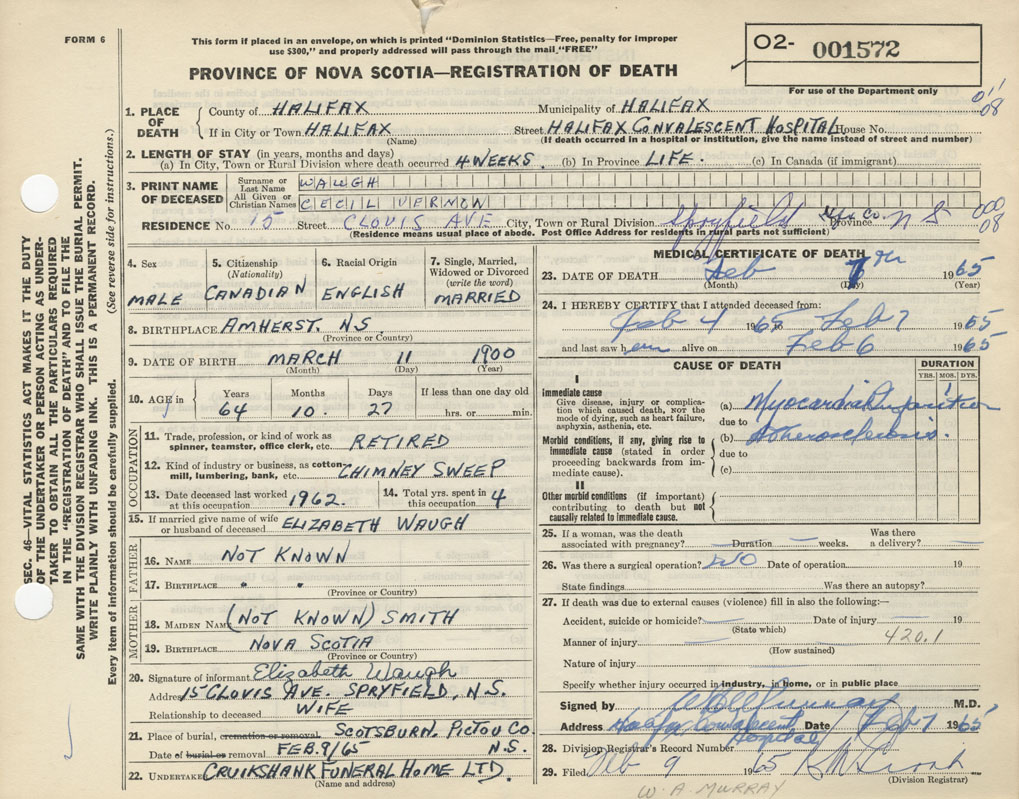 FORM 6
This form if placed in an envelope, on which is printed "Dominion Statistics—Free, penalty for improper
use $300," and properly addressed will pass through the mail "FREE"
PROVINCE OF NOVA SCOTIA—REGISTRATION OF DEATH
O2- 001572
For use of the Department only
011
08
1. PLACE OF DEATH
County of HALIFAX Municipality of HALIFAX
If in City or Town HALIFAX Street HALIFAX CONVALESCENT HOSPITAL House No.
(Name) (If death occurred in a hospital or institution, give the name instead of street and number)
2. LENGTH OF STAY (in years, months and days)
(a) In City, Town or Rural Division where death occurred 4 WEEKS. (b) In Province LIFE. (c) In Canada (if immigrant)
3. PRINT NAME OF DECEASED
Surname or Last Name WAUGH
All Given or Christian Names CECIL VERNON
000
08
RESIDENCE No. 15 Street CLOVIS AVE City, Town or Rural Division Spryfield Hfx Co. Province N S
(Residence means usual place of abode. Post Office Address for residents in rural parts not sufficient)
SEC. 46—VITAL STATISTICS ACT MAKES IT THE DUTY
OF THE UNDERTAKER OR PERSON ACTING AS UNDER-
TAKER TO OBTAIN ALL THE PARTICULARS REQUIRED
IN THE "REGISTRATION OF DEATH" AND TO FILE THE
SAME WITH THE DIVISION REGISTRAR WHO SHALL ISSUE THE BURIAL PERMIT.
WRITE PLAINLY WITH UNFADING INK. THIS IS A PERMANENT RECORD.
Every item of information should be carefully supplied. (See reverse side for instructions.)
4. Sex MALE
5. Citizenship (Nationality) CANADIAN
6. Racial Origin ENGLISH
7. Single, Married, Widowed or Divorced (write the word) MARRIED
8. BIRTHPLACE AMHERST. N.S.
(Province or Country)
9. DATE OF BIRTH MARCH 11 1900
(Month) (Day) (Year)
10. AGE in Years Months Days If less than one day old
64 10. 27 hrs. or min.
OCCUPATION
11. Trade, profession, or kind of work as
spinner, teamster, office clerk, etc. RETIRED
12. Kind of industry or business, as cotton
mill, lumbering, bank, etc. CHIMNEY SWEEP
13. Date deceased last worked at this occupation 1962. 14. Total yrs. spent in this occupation 4
15. If married give name of wife
or husband of deceased ELIZABETH WAUGH
FATHER
16. NAME NOT KNOWN
17. BIRTHPLACE " "
(Province or Country)
MOTHER
18. MAIDEN NAME (NOT KNOWN) SMITH
19. BIRTHPLACE NOVA SCOTIA
(Province or Country)
20. Signature of informant Elizabeth Waugh
Address 15 CLOVIS AVE. SPRYFIELD, N.S.
Relationship to deceased WIFE
21. Place of burial, cremation or removal SCOTSBURN. PICTOU CO.
Date of burial or removal FEB. 9/65 N.S.
22. UNDERTAKER CRUIKSHANK FUNERAL HOME LTD.
(Name and address)
MEDICAL CERTIFICATE OF DEATH
23. DATE OF DEATH Feb 7th 1965
(Month) (Day) (Year)
24. I HEREBY CERTIFY that I attended deceased from:
Feb 4 1965 to Feb 7 1965
and last saw him alive on Feb 6 1965
CAUSE OF DEATH DURATION
YRS. MOS. DYS.
I
Immediate cause
Give disease, injury or complica-
tion which caused death, NOT the
mode of dying, such as heart failure,
asphyxia, asthenia, etc.
(a) Myocardial Infarction
due to
Morbid conditions, if any, giving rise to
immediate cause (stated in order
proceeding backwards from im-
mediate cause).
(b) Atherosclerosis.
due to
(c)
II
Other morbid conditions (if important)
contributing to death but not
causally related to immediate cause.
25. If a woman, was the death Was there
associated with pregnancy? — Duration — weeks. a delivery? —
26. Was there a surgical operation? NO Date of operation 19
State findings Was there an autopsy?
27. If death was due to external causes (violence) fill in also the following:—
Accident, suicide or homicide? Date of injury 19
(State which)
420.1
Manner of injury
(How sustained)
Nature of injury
Specify whether injury occurred in industry, in home, or in public place
Signed by Murray M.D.
Address Halifax Convalescent Hospital Date Feb 7 1965
28. Division Registrar's Record Number
29. Filed Feb 9 1965
(Division Registrar)
W. A. MURRAY